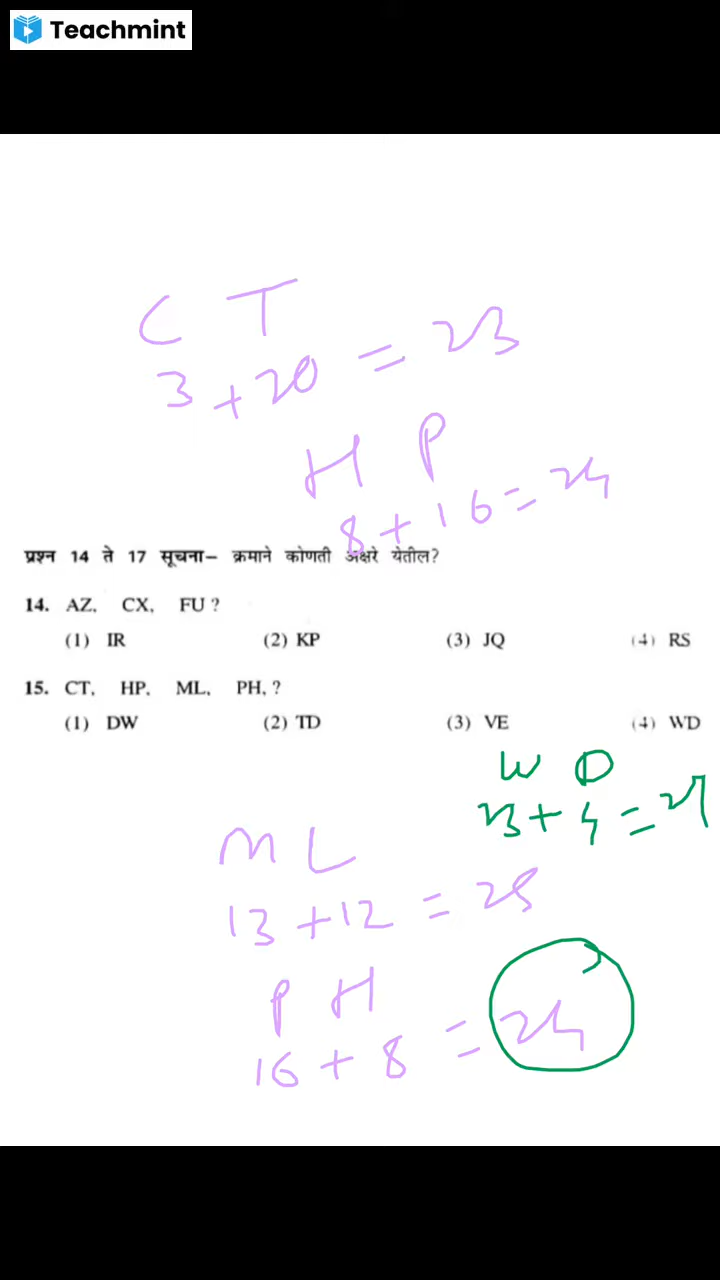 Teachmint
C T
3 + 20 = 23
H P
8 + 16 = 24
प्रश्न 14 ते 17 सूचना– क्रमाने कोणती अक्षरे येतील?
14. AZ, CX, FU ?
(1) IR (2) KP (3) JQ (4) RS
15. CT, HP, ML, PH, ?
(1) DW (2) TD (3) VE (4) WD
W D
23 + 4 = 27
M L
13 + 12 = 25
P H
16 + 8 = 24